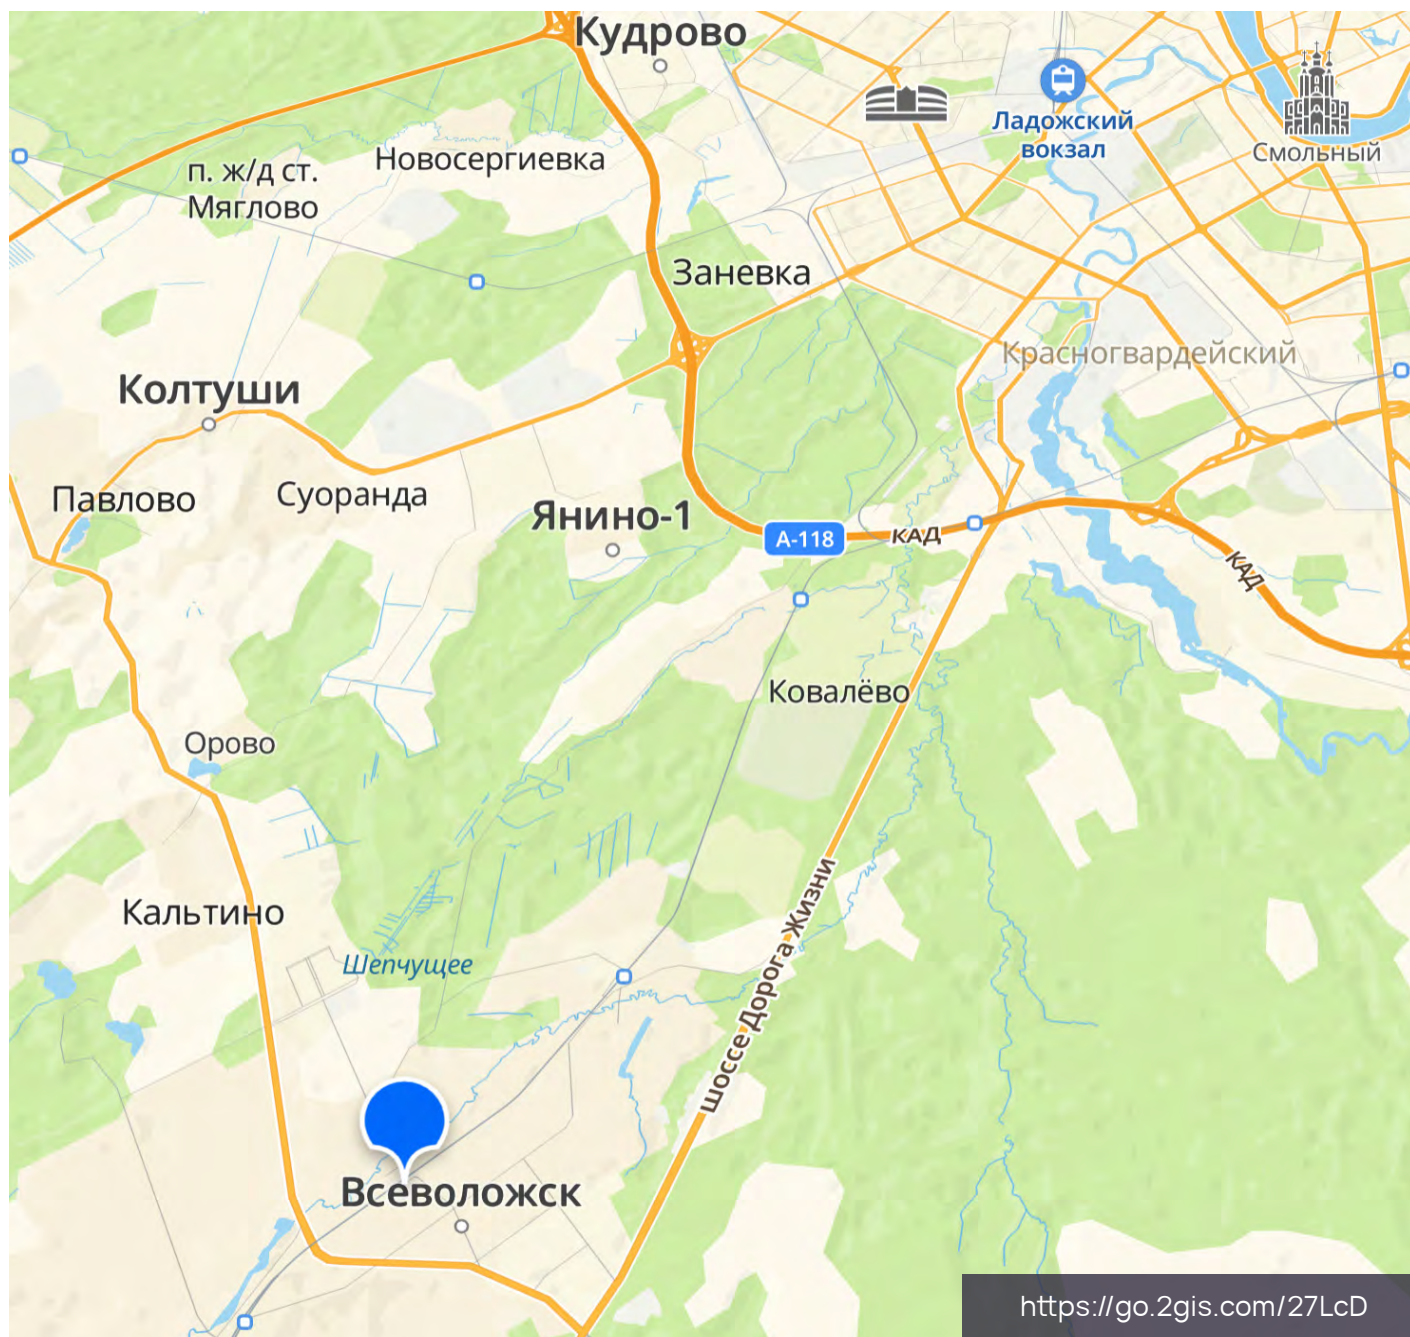 Кудрово
Ладожский
вокзал
Смольный
Новосергиевка
п. ж/д ст.
Мяглово
Заневка
Красногвардейский
Колтуши
Павлово
Суоранда
Янино-1
А-118
КАД
КАД
Ковалёво
Орово
Кальтино
шоссе Дорога Жизни
Шепчущее
Всеволожск
https://go.2gis.com/27LcD